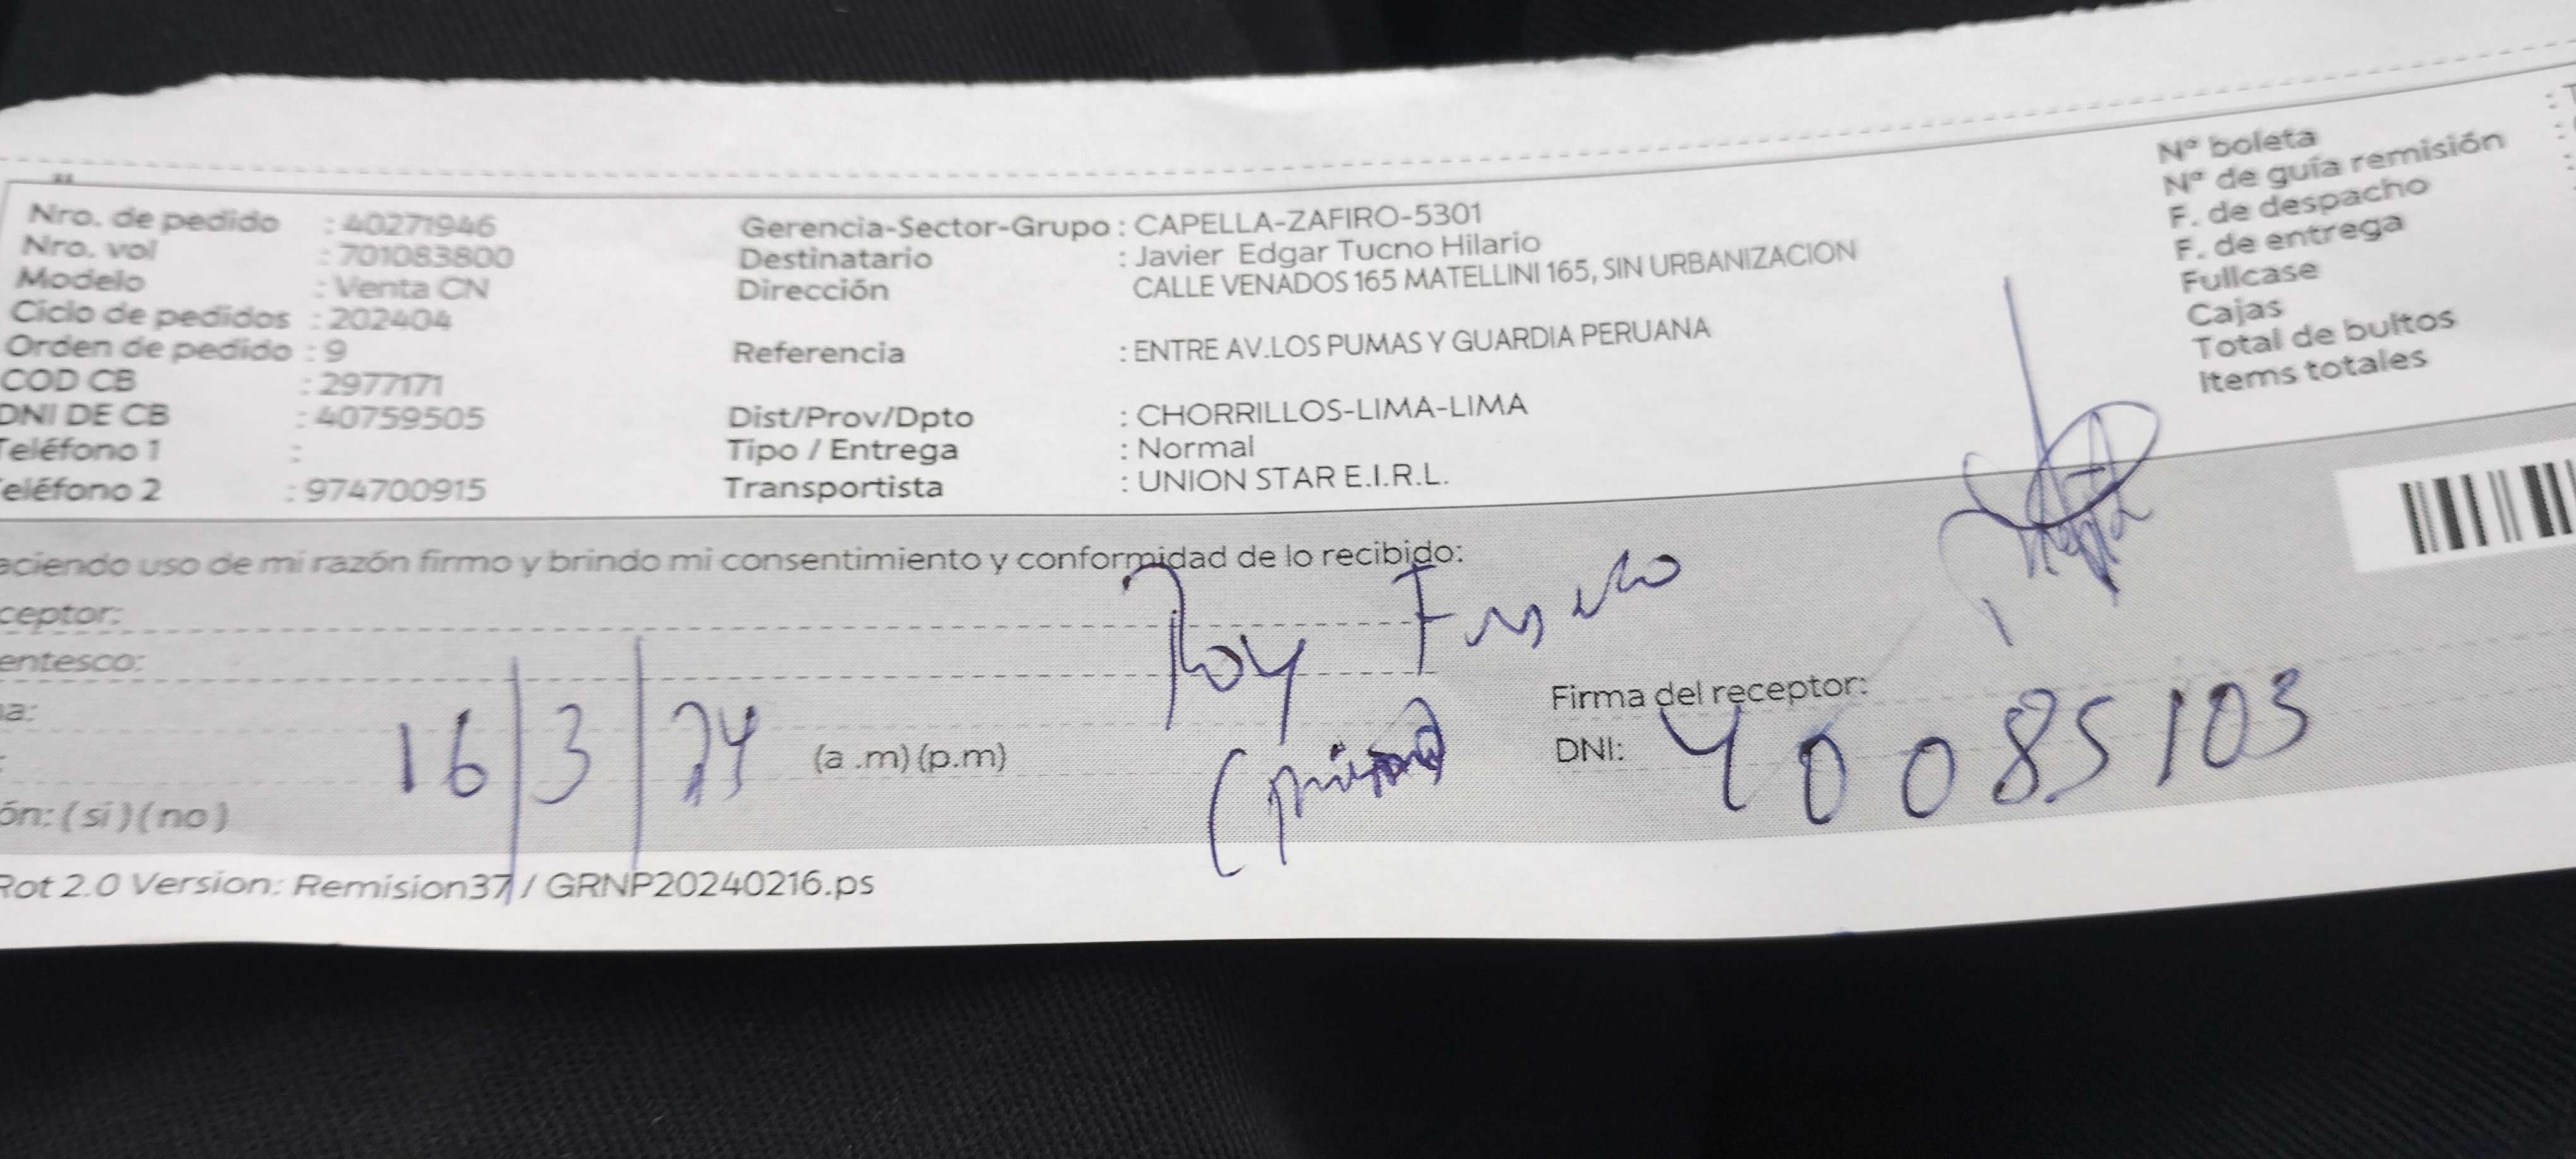 Nro. de pedido : 40271946
Nro. vol : 701083800
Modelo : Venta CN
Ciclo de pedidos : 202404
Orden de pedido : 9
COD CB : 2977171
DNI DE CB : 40759505
Teléfono 1 :
eléfono 2 : 974700915
Gerencia-Sector-Grupo : CAPELLA-ZAFIRO-5301
Destinatario : Javier Edgar Tucno Hilario
Dirección CALLE VENADOS 165 MATELLINI 165, SIN URBANIZACION
Referencia : ENTRE AV.LOS PUMAS Y GUARDIA PERUANA
Dist/Prov/Dpto : CHORRILLOS-LIMA-LIMA
Tipo / Entrega : Normal
Transportista : UNION STAR E.I.R.L.
Nº boleta
Nº de guía remisión
F. de despacho
F. de entrega
Fullcase
Cajas
Total de bultos
Items totales
aciendo uso de mi razón firmo y brindo mi consentimiento y conformidad de lo recibido:
ceptor:
Roy
entesco:
a:
16/3/24 (a .m) (p.m)
Firma del receptor:
DNI: 40085103
ón: ( si ) ( no )
Rot 2.0 Version: Remision37 / GRNP20240216.ps